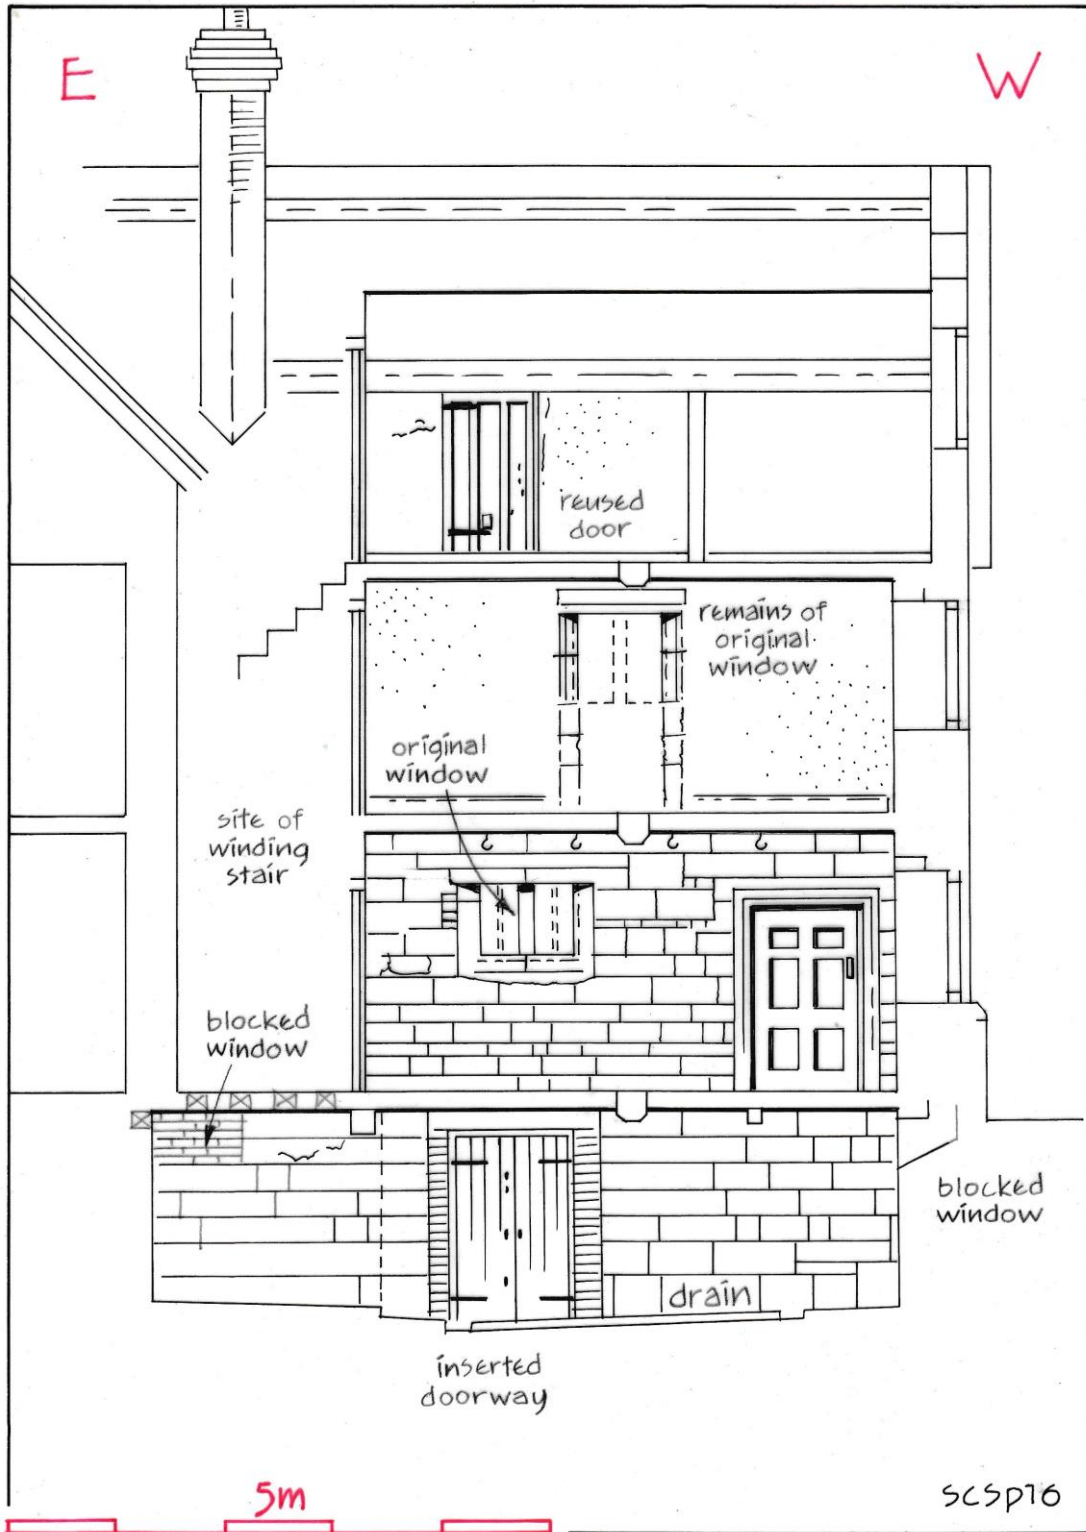 E
W
reused
door
remains of
original
window
original
window
site of
winding
stair
blocked
window
blocked
window
drain
inserted
doorway
5m
SCSP16